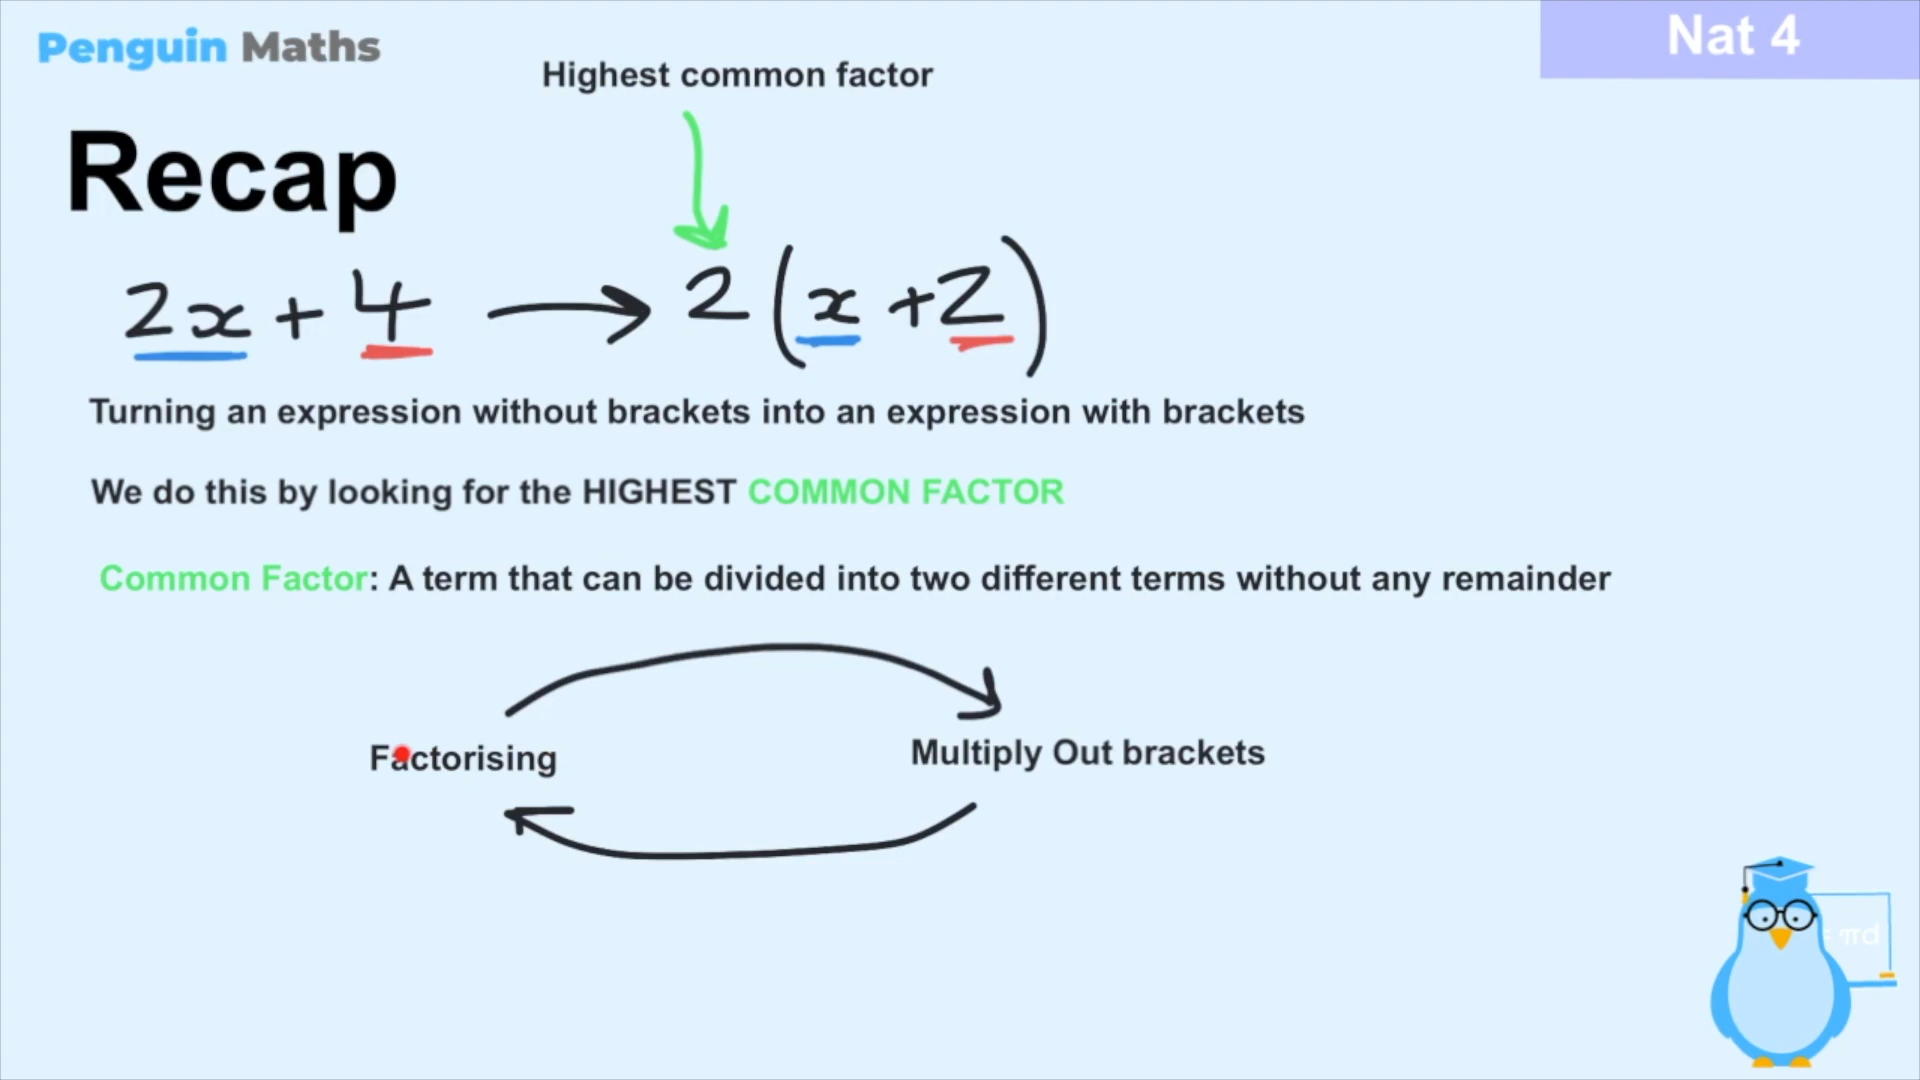 Penguin Maths
Nat 4
Highest common factor
Recap
2x + 4 → 2(x + 2)
Turning an expression without brackets into an expression with brackets
We do this by looking for the HIGHEST COMMON FACTOR
Common Factor: A term that can be divided into two different terms without any remainder
Factorising
Multiply Out brackets
= πd